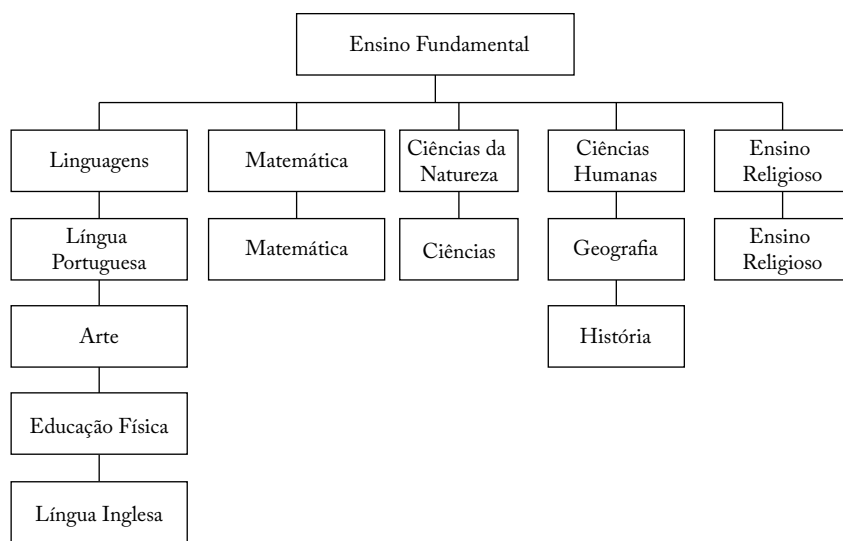 Ensino Fundamental
Linguagens
Matemática
Ciências da
Natureza
Ciências
Humanas
Ensino
Religioso
Língua
Portuguesa
Matemática
Ciências
Geografia
Ensino
Religioso
Arte
História
Educação Física
Língua Inglesa